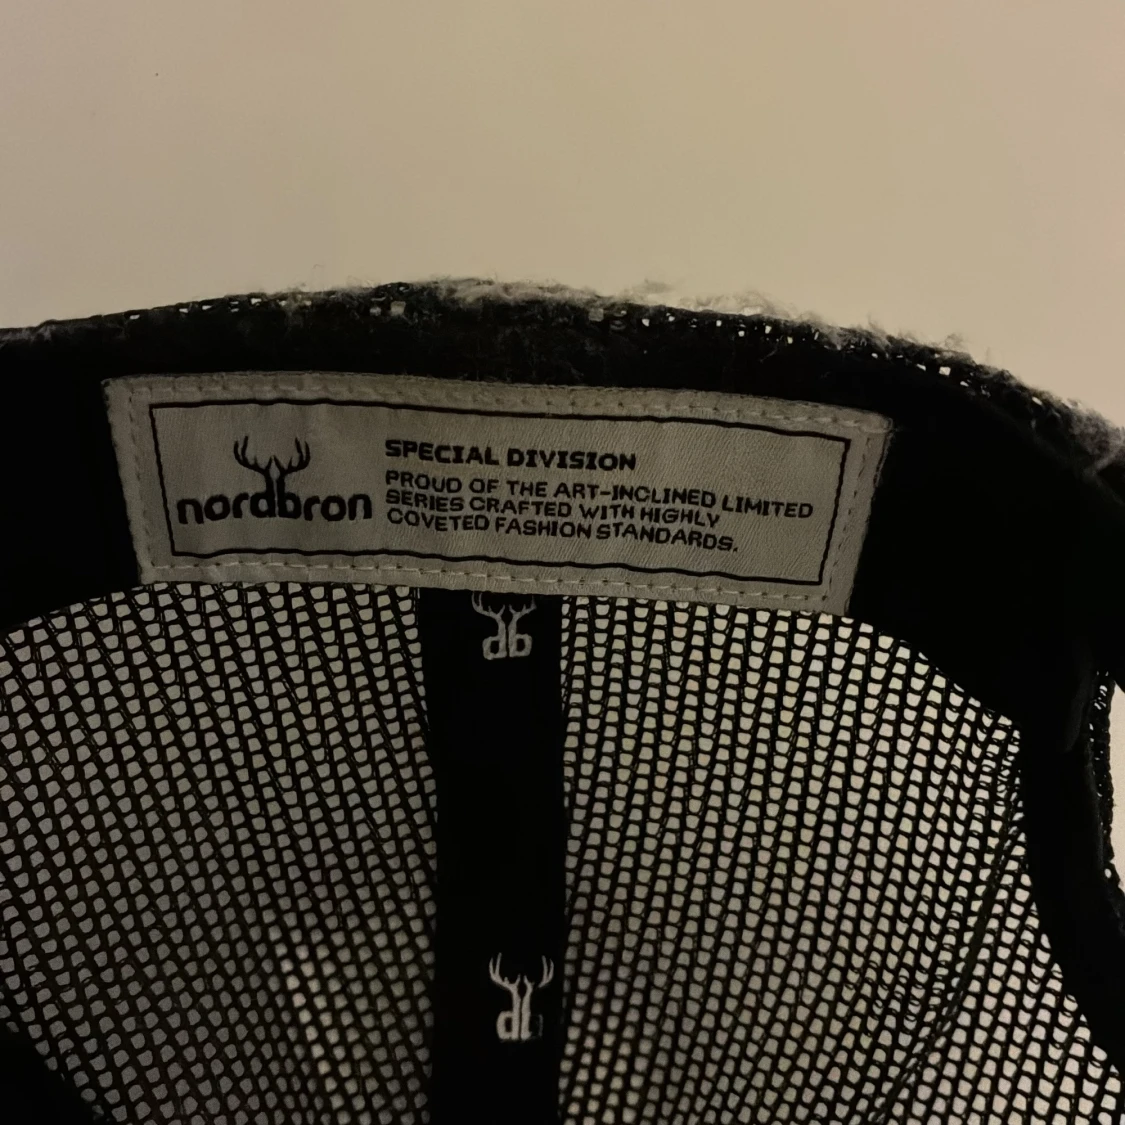 nordbron
SPECIAL DIVISION
PROUD OF THE ART-INCLINED LIMITED
SERIES CRAFTED WITH HIGHLY
COVETED FASHION STANDARDS.
db
db